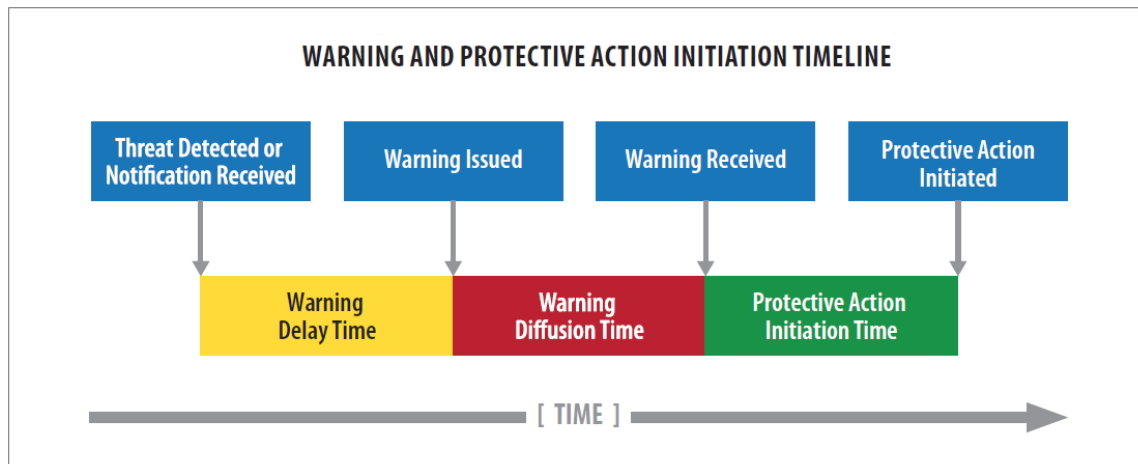 WARNING AND PROTECTIVE ACTION INITIATION TIMELINE
Threat Detected or
Notification Received
Warning Issued
Warning Received
Protective Action
Initiated
Warning
Delay Time
Warning
Diffusion Time
Protective Action
Initiation Time
[ TIME ]